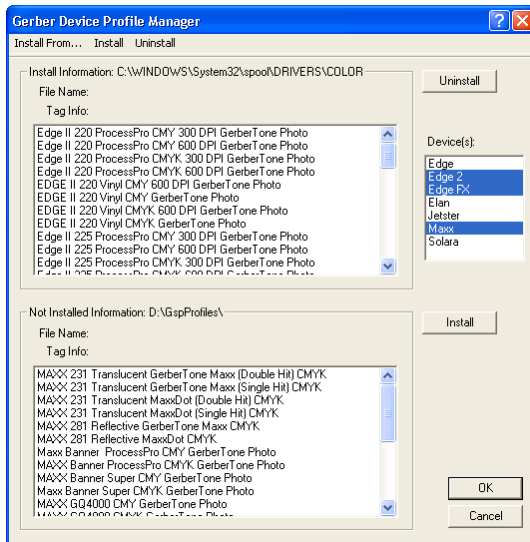 Gerber Device Profile Manager
Install From... Install Uninstall
Install Information: C:\WINDOWS\System32\spool\DRIVERS\COLOR
File Name:
Tag Info:
Edge II 220 ProcessPro CMY 300 DPI GerberTone Photo
Edge II 220 ProcessPro CMY 600 DPI GerberTone Photo
Edge II 220 ProcessPro CMYK 300 DPI GerberTone Photo
Edge II 220 ProcessPro CMYK 600 DPI GerberTone Photo
EDGE II 220 Vinyl CMY 600 DPI GerberTone Photo
EDGE II 220 Vinyl CMY GerberTone Photo
EDGE II 220 Vinyl CMYK 600 DPI GerberTone Photo
EDGE II 220 Vinyl CMYK GerberTone Photo
Edge II 225 ProcessPro CMY 300 DPI GerberTone Photo
Edge II 225 ProcessPro CMY 600 DPI GerberTone Photo
Edge II 225 ProcessPro CMYK 300 DPI GerberTone Photo
Uninstall
Device(s):
Edge
Edge 2
Edge FX
Elan
Jetster
Maxx
Solara
Not Installed Information: D:\GspProfiles\
File Name:
Tag Info:
MAXX 231 Translucent GerberTone Maxx (Double Hit) CMYK
MAXX 231 Translucent GerberTone Maxx (Single Hit) CMYK
MAXX 231 Translucent MaxxDot (Double Hit) CMYK
MAXX 231 Translucent MaxxDot (Single Hit) CMYK
MAXX 281 Reflective GerberTone Maxx CMYK
MAXX 281 Reflective MaxxDot CMYK
Maxx Banner ProcessPro CMY GerberTone Photo
MAXX Banner ProcessPro CMYK GerberTone Photo
Maxx Banner Super CMY GerberTone Photo
Maxx Banner Super CMYK GerberTone Photo
MAXX GQ4000 CMY GerberTone Photo
MAXX GQ4000 CMYK GerberTone Photo
Install
OK
Cancel